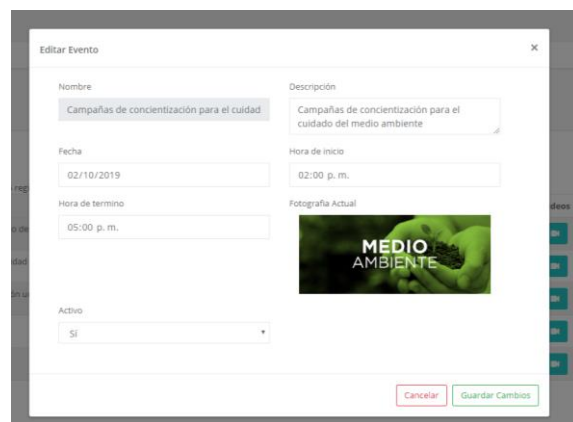 Editar Evento ×
Nombre
Campañas de concientización para el cuidad
Descripción
Campañas de concientización para el
cuidado del medio ambiente
Fecha
02/10/2019
Hora de inicio
02:00 p. m.
Hora de termino
05:00 p. m.
Fotografía Actual
MEDIO
AMBIENTE
Activo
Sí
Cancelar
Guardar Cambios